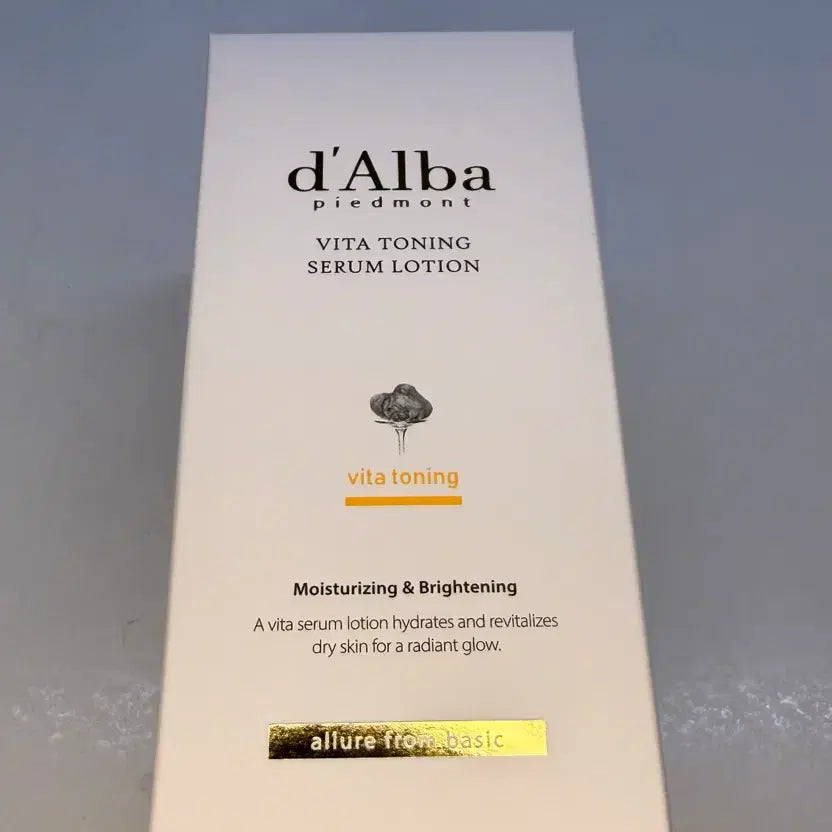 d'Alba
piedmont
VITA TONING
SERUM LOTION
vita toning
Moisturizing & Brightening
A vita serum lotion hydrates and revitalizes
dry skin for a radiant glow.
allure from basic